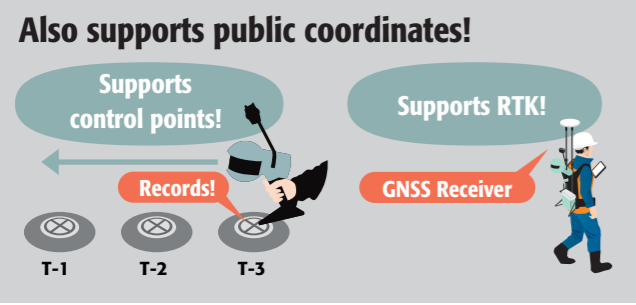 Also supports public coordinates!
Supports
control points!
Supports RTK!
Records!
GNSS Receiver
T-1
T-2
T-3